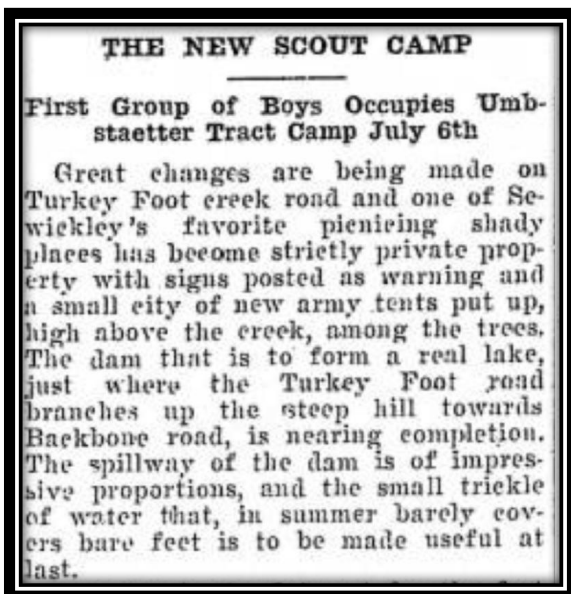 THE NEW SCOUT CAMP
First Group of Boys Occupies Umb-
staetter Tract Camp July 6th
Great changes are being made on
Turkey Foot creek road and one of Se-
wickley's favorite picnicing shady
places has become strictly private prop-
erty with signs posted as warning and
a small city of new army tents put up,
high above the creek, among the trees.
The dam that is to form a real lake,
just where the Turkey Foot road
branches up the steep hill towards
Backbone road, is nearing completion.
The spillway of the dam is of impres-
sive proportions, and the small trickle
of water that, in summer barely cov-
ers bare feet is to be made useful at
last.